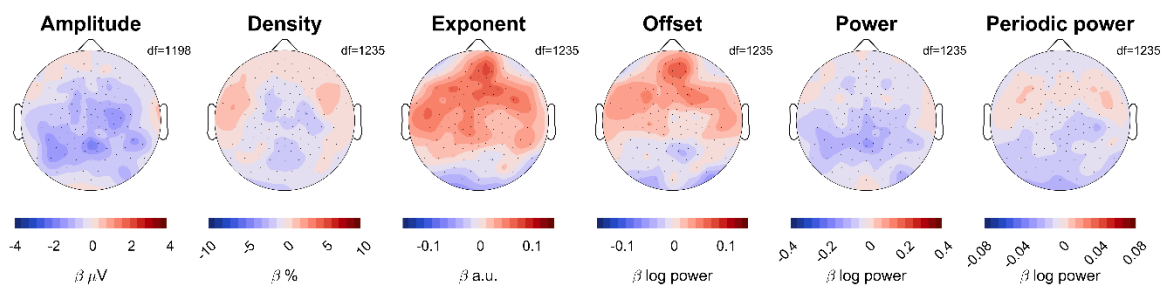 Amplitude Density Exponent Offset Power Periodic power
df=1198 df=1235 df=1235 df=1235 df=1235 df=1235
-4 -2 0 2 4 -10 -5 0 5 10 -0.1 0 0.1 -0.1 0 0.1 -0.4 -0.2 0 0.2 0.4 -0.08 -0.04 0 0.04 0.08
β μV β % β a.u. β log power β log power β log power